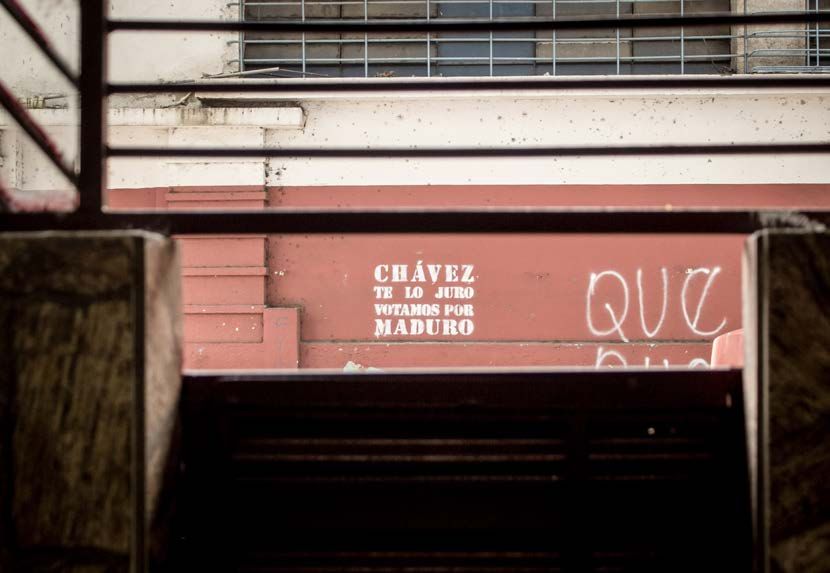 CHÁVEZ
TE LO JURO
VOTAMOS POR
MADURO
QUE